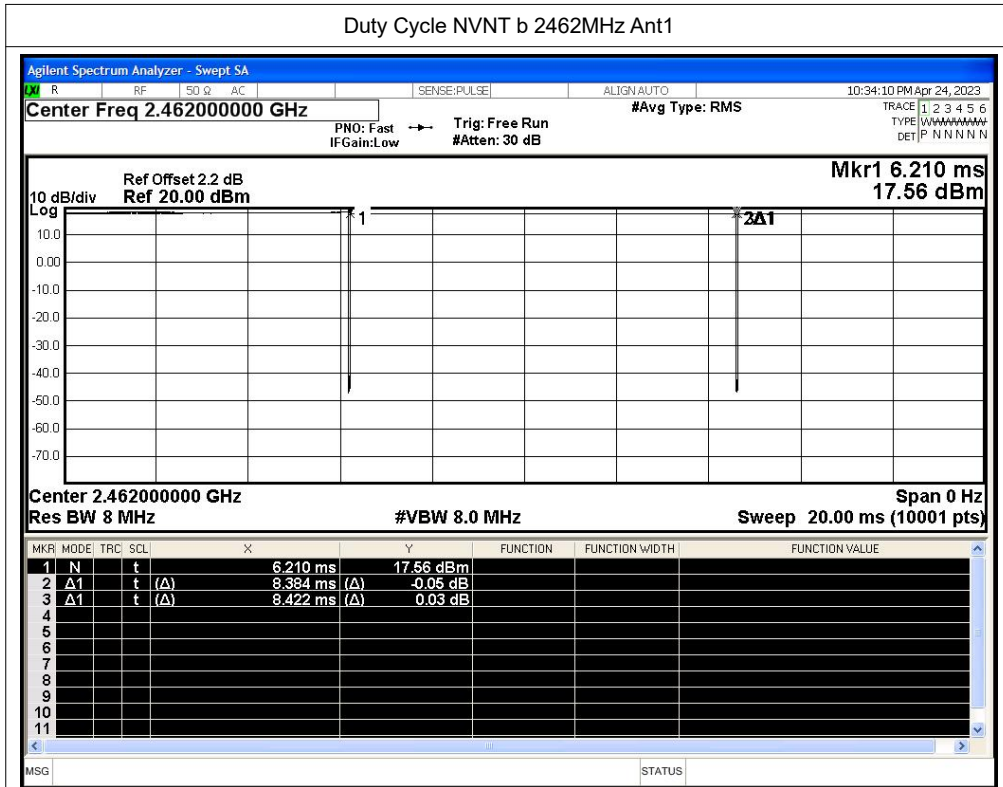 Duty Cycle NVNT b 2462MHz Ant1
Agilent Spectrum Analyzer - Swept SA
LXI R RF 50 Ω AC SENSE:PULSE ALIGN AUTO 10:34:10 PM Apr 24, 2023
Center Freq 2.462000000 GHz #Avg Type: RMS TRACE 1 2 3 4 5 6
PNO: Fast Trig: Free Run TYPE WWWWWW
IFGain:Low #Atten: 30 dB DET P N N N N N
Mkr1 6.210 ms
Ref Offset 2.2 dB
10 dB/div Ref 20.00 dBm 17.56 dBm
Log
1 2 3Δ1
10.0
0.00
-10.0
-20.0
-30.0
-40.0
-50.0
-60.0
-70.0
Center 2.462000000 GHz Span 0 Hz
Res BW 8 MHz #VBW 8.0 MHz Sweep 20.00 ms (10001 pts)
MKR MODE TRC SCL X Y FUNCTION FUNCTION WIDTH FUNCTION VALUE
1 N t 6.210 ms 17.56 dBm
2 Δ1 t (Δ) 8.384 ms (Δ) -0.05 dB
3 Δ1 t (Δ) 8.422 ms (Δ) 0.03 dB
4
5
6
7
8
9
10
11
MSG STATUS